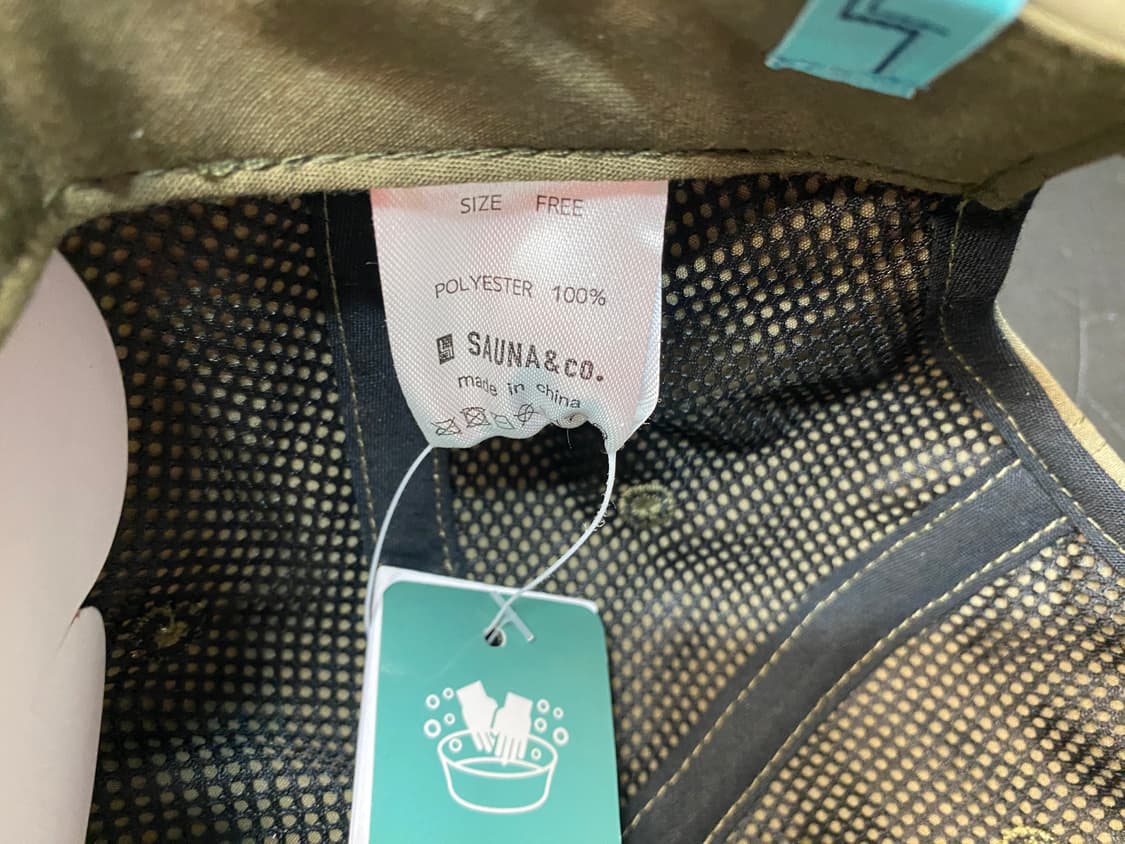 SIZE FREE
POLYESTER 100%
SAUNA&CO.
made in china